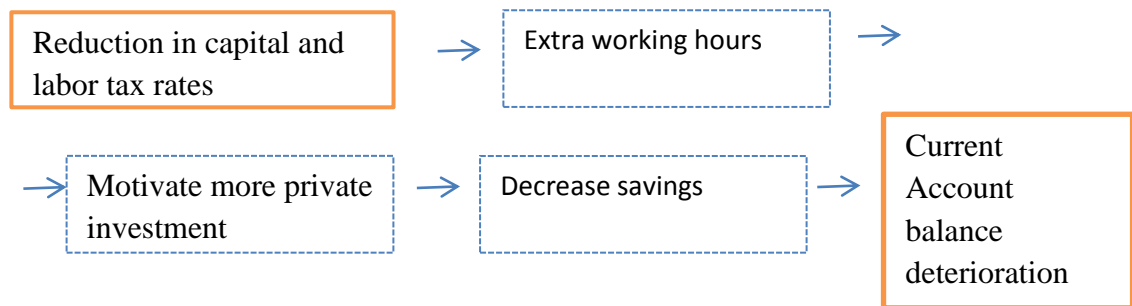 Reduction in capital and
labor tax rates
Extra working hours
Motivate more private
investment
Decrease savings
Current
Account
balance
deterioration